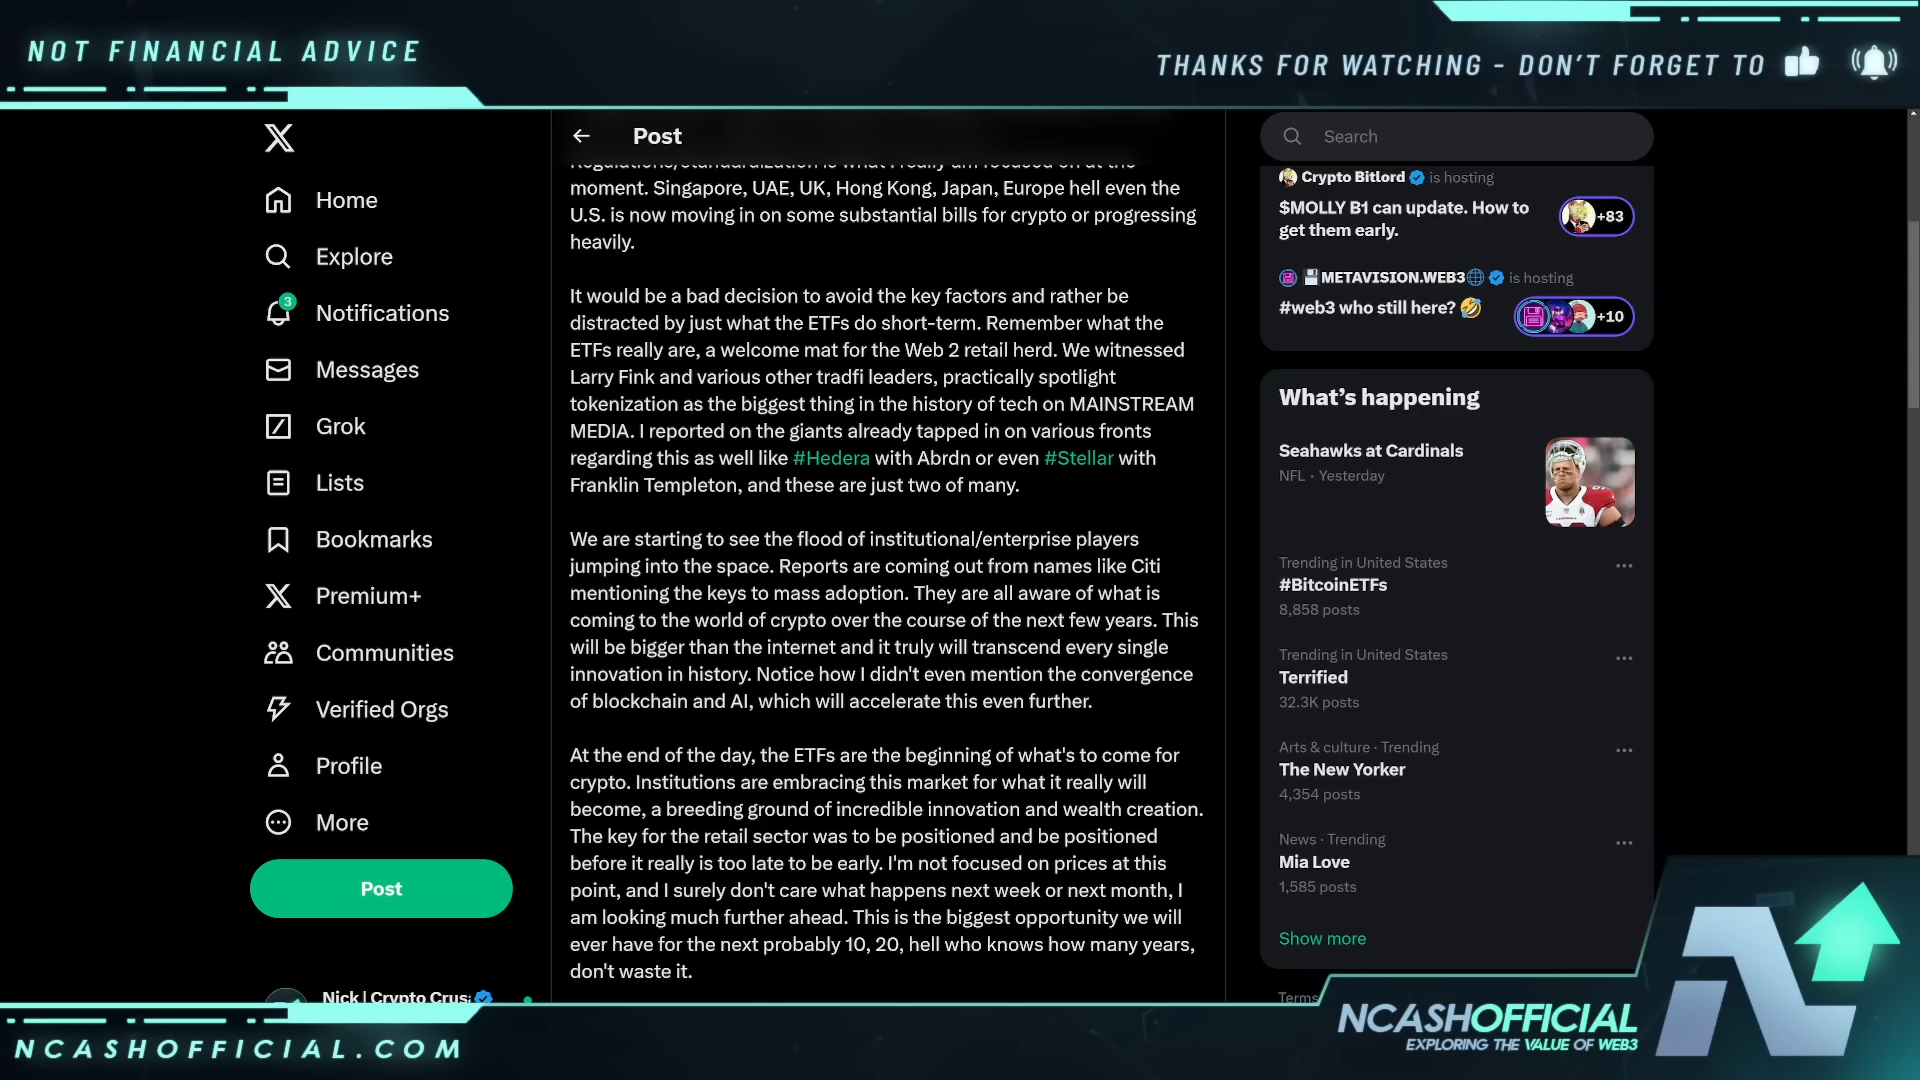 NOT FINANCIAL ADVICE
THANKS FOR WATCHING - DON'T FORGET TO
Home
Explore
3
Notifications
Messages
Grok
Lists
Bookmarks
Premium+
Communities
Verified Orgs
Profile
More
Post
Nick | Crypto Crus
Post
Regulations/standardization is what I really am focused on at the
moment. Singapore, UAE, UK, Hong Kong, Japan, Europe hell even the
U.S. is now moving in on some substantial bills for crypto or progressing
heavily.
It would be a bad decision to avoid the key factors and rather be
distracted by just what the ETFs do short-term. Remember what the
ETFs really are, a welcome mat for the Web 2 retail herd. We witnessed
Larry Fink and various other tradfi leaders, practically spotlight
tokenization as the biggest thing in the history of tech on MAINSTREAM
MEDIA. I reported on the giants already tapped in on various fronts
regarding this as well like #Hedera with Abrdn or even #Stellar with
Franklin Templeton, and these are just two of many.
We are starting to see the flood of institutional/enterprise players
jumping into the space. Reports are coming out from names like Citi
mentioning the keys to mass adoption. They are all aware of what is
coming to the world of crypto over the course of the next few years. This
will be bigger than the internet and it truly will transcend every single
innovation in history. Notice how I didn't even mention the convergence
of blockchain and AI, which will accelerate this even further.
At the end of the day, the ETFs are the beginning of what's to come for
crypto. Institutions are embracing this market for what it really will
become, a breeding ground of incredible innovation and wealth creation.
The key for the retail sector was to be positioned and be positioned
before it really is too late to be early. I'm not focused on prices at this
point, and I surely don't care what happens next week or next month, I
am looking much further ahead. This is the biggest opportunity we will
ever have for the next probably 10, 20, hell who knows how many years,
don't waste it.
Search
Crypto Bitlord is hosting
$MOLLY B1 can update. How to
get them early.
+83
METAVISION.WEB3 is hosting
#web3 who still here? 🤣
+10
What's happening
Seahawks at Cardinals
NFL · Yesterday
Trending in United States
#BitcoinETFs
8,858 posts
Trending in United States
Terrified
32.3K posts
Arts & culture · Trending
The New Yorker
4,354 posts
News · Trending
Mia Love
1,585 posts
Show more
Terms
NCASHOFFICIAL.COM
NCASHOFFICIAL
EXPLORING THE VALUE OF WEB3